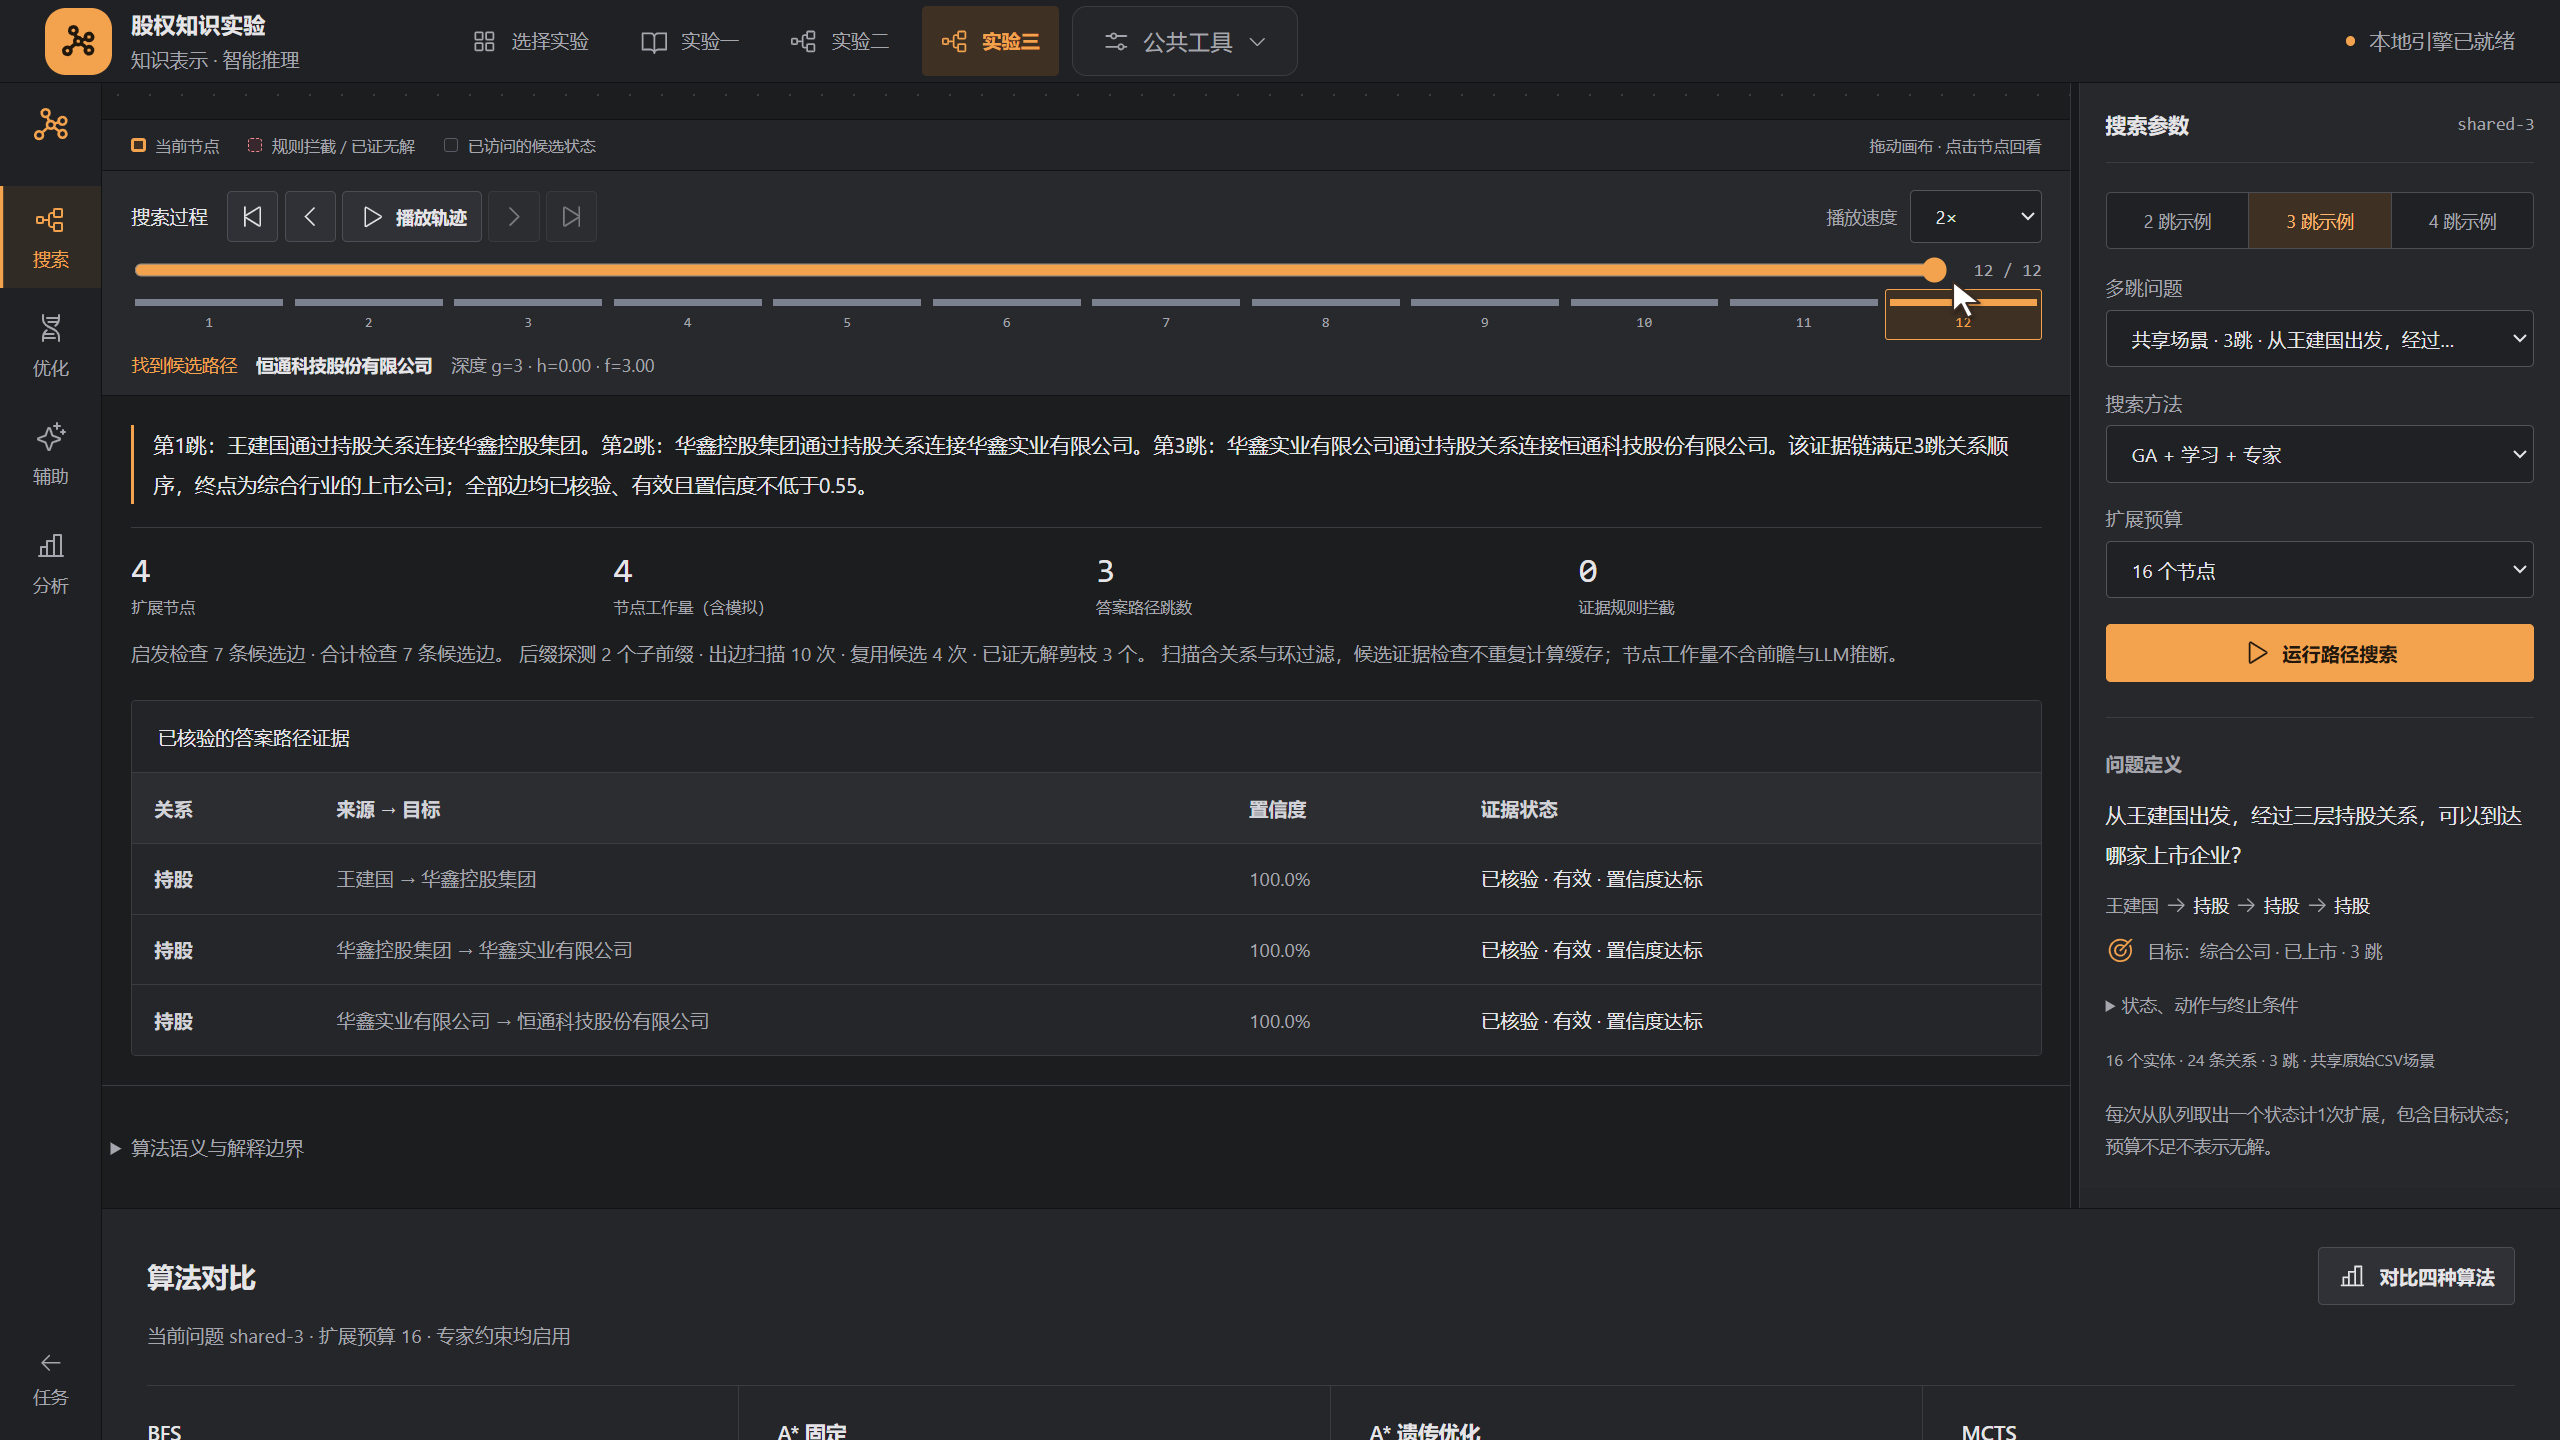 股权知识实验
知识表示 · 智能推理
选择实验
实验一
实验二
实验三
公共工具
本地引擎已就绪
搜索
优化
辅助
分析
任务
当前节点
规则拦截 / 已证无解
已访问的候选状态
拖动画布 · 点击节点回看
搜索过程
播放轨迹
播放速度
2×
12 / 12
1 2 3 4 5 6 7 8 9 10 11 12
找到候选路径 恒通科技股份有限公司 深度 g=3 · h=0.00 · f=3.00
第1跳：王建国通过持股关系连接华鑫控股集团。第2跳：华鑫控股集团通过持股关系连接华鑫实业有限公司。第3跳：华鑫实业有限公司通过持股关系连接恒通科技股份有限公司。该证据链满足3跳关系顺
序，终点为综合行业的上市公司；全部边均已核验、有效且置信度不低于0.55。
4 4 3 0
扩展节点 节点工作量（含模拟） 答案路径跳数 证据规则拦截
启发检查 7 条候选边 · 合计检查 7 条候选边。 后缀探测 2 个子前缀 · 出边扫描 10 次 · 复用候选 4 次 · 已证无解剪枝 3 个。 扫描含关系与环过滤，候选证据检查不重复计算缓存；节点工作量不含前瞻与LLM推断。
已核验的答案路径证据
关系 来源 → 目标 置信度 证据状态
持股 王建国 → 华鑫控股集团 100.0% 已核验 · 有效 · 置信度达标
持股 华鑫控股集团 → 华鑫实业有限公司 100.0% 已核验 · 有效 · 置信度达标
持股 华鑫实业有限公司 → 恒通科技股份有限公司 100.0% 已核验 · 有效 · 置信度达标
算法语义与解释边界
搜索参数 shared-3
2 跳示例 3 跳示例 4 跳示例
多跳问题
共享场景 · 3跳 · 从王建国出发，经过...
搜索方法
GA + 学习 + 专家
扩展预算
16 个节点
运行路径搜索
问题定义
从王建国出发，经过三层持股关系，可以到达
哪家上市企业？
王建国 → 持股 → 持股 → 持股
目标：综合公司 · 已上市 · 3 跳
状态、动作与终止条件
16 个实体 · 24 条关系 · 3 跳 · 共享原始CSV场景
每次从队列取出一个状态计1次扩展，包含目标状态；
预算不足不表示无解。
算法对比
对比四种算法
当前问题 shared-3 · 扩展预算 16 · 专家约束均启用
BFS A* 固定 A* 遗传优化 MCTS